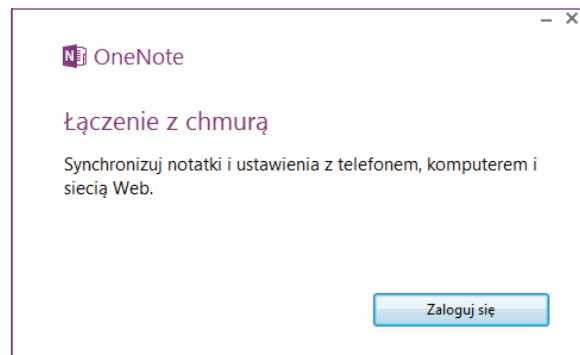 OneNote
Łączenie z chmurą
Synchronizuj notatki i ustawienia z telefonem, komputerem i
siecią Web.
Zaloguj się